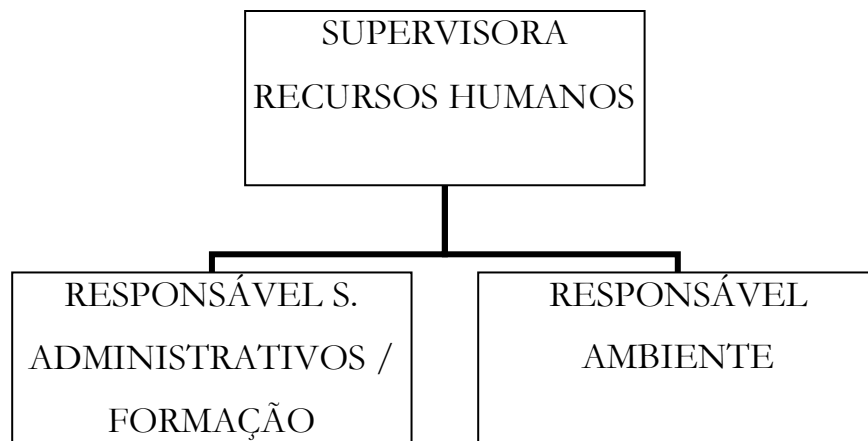 SUPERVISORA
RECURSOS HUMANOS
RESPONSÁVEL S.
ADMINISTRATIVOS /
FORMAÇÃO
RESPONSÁVEL
AMBIENTE